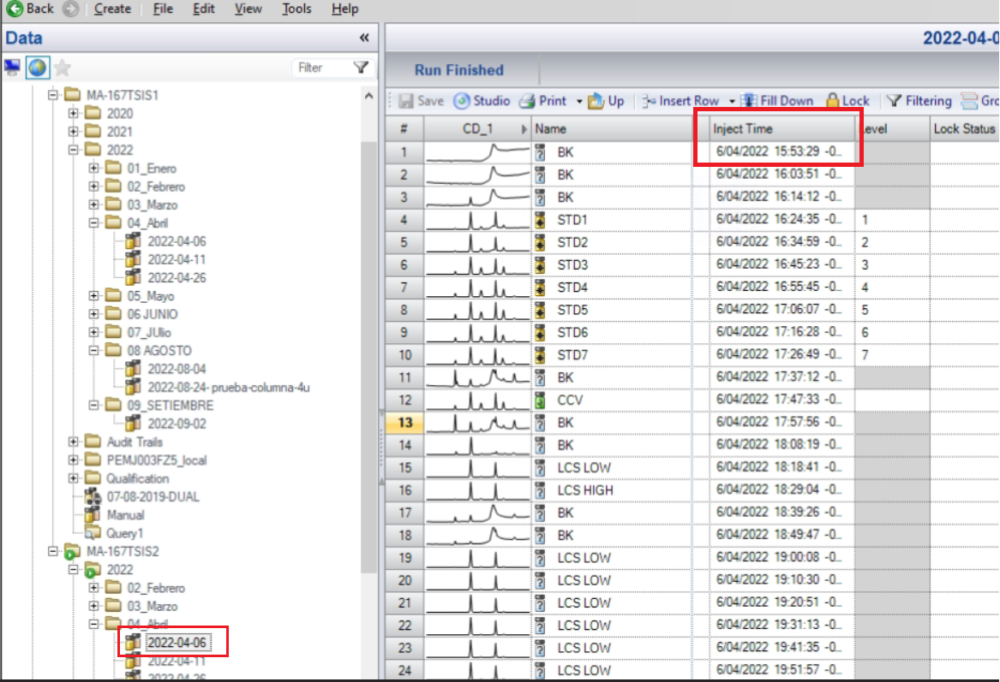 Back Create File Edit View Tools Help
Data «
Filter
MA-167TSIS1
2020
2021
2022
01_Enero
02_Febrero
03_Marzo
04_Abril
2022-04-06
2022-04-11
2022-04-26
05_Mayo
06 JUNIO
07_JUlio
08 AGOSTO
2022-08-04
2022-08-24- prueba-columna-4u
09_SETIEMBRE
2022-09-02
Audit Trails
PEMJ003FZ5_local
Qualification
07-08-2019-DUAL
Manual
Query1
MA-167TSIS2
2022
02_Febrero
03_Marzo
04_Abril
2022-04-06
2022-04-11
2022-04-26
2022-04-0
Run Finished
Save Studio Print Up Insert Row Fill Down Lock Filtering Gro
# CD_1 Name Inject Time Level Lock Status
1 BK 6/04/2022 15:53:29 -0...
2 BK 6/04/2022 16:03:51 -0...
3 BK 6/04/2022 16:14:12 -0...
4 STD1 6/04/2022 16:24:35 -0... 1
5 STD2 6/04/2022 16:34:59 -0... 2
6 STD3 6/04/2022 16:45:23 -0... 3
7 STD4 6/04/2022 16:55:45 -0... 4
8 STD5 6/04/2022 17:06:07 -0... 5
9 STD6 6/04/2022 17:16:28 -0... 6
10 STD7 6/04/2022 17:26:49 -0... 7
11 BK 6/04/2022 17:37:12 -0...
12 CCV 6/04/2022 17:47:33 -0...
13 BK 6/04/2022 17:57:56 -0...
14 BK 6/04/2022 18:08:19 -0...
15 LCS LOW 6/04/2022 18:18:41 -0...
16 LCS HIGH 6/04/2022 18:29:04 -0...
17 BK 6/04/2022 18:39:26 -0...
18 BK 6/04/2022 18:49:47 -0...
19 LCS LOW 6/04/2022 19:00:08 -0...
20 LCS LOW 6/04/2022 19:10:30 -0...
21 LCS LOW 6/04/2022 19:20:51 -0...
22 LCS LOW 6/04/2022 19:31:13 -0...
23 LCS LOW 6/04/2022 19:41:35 -0...
24 LCS LOW 6/04/2022 19:51:57 -0...